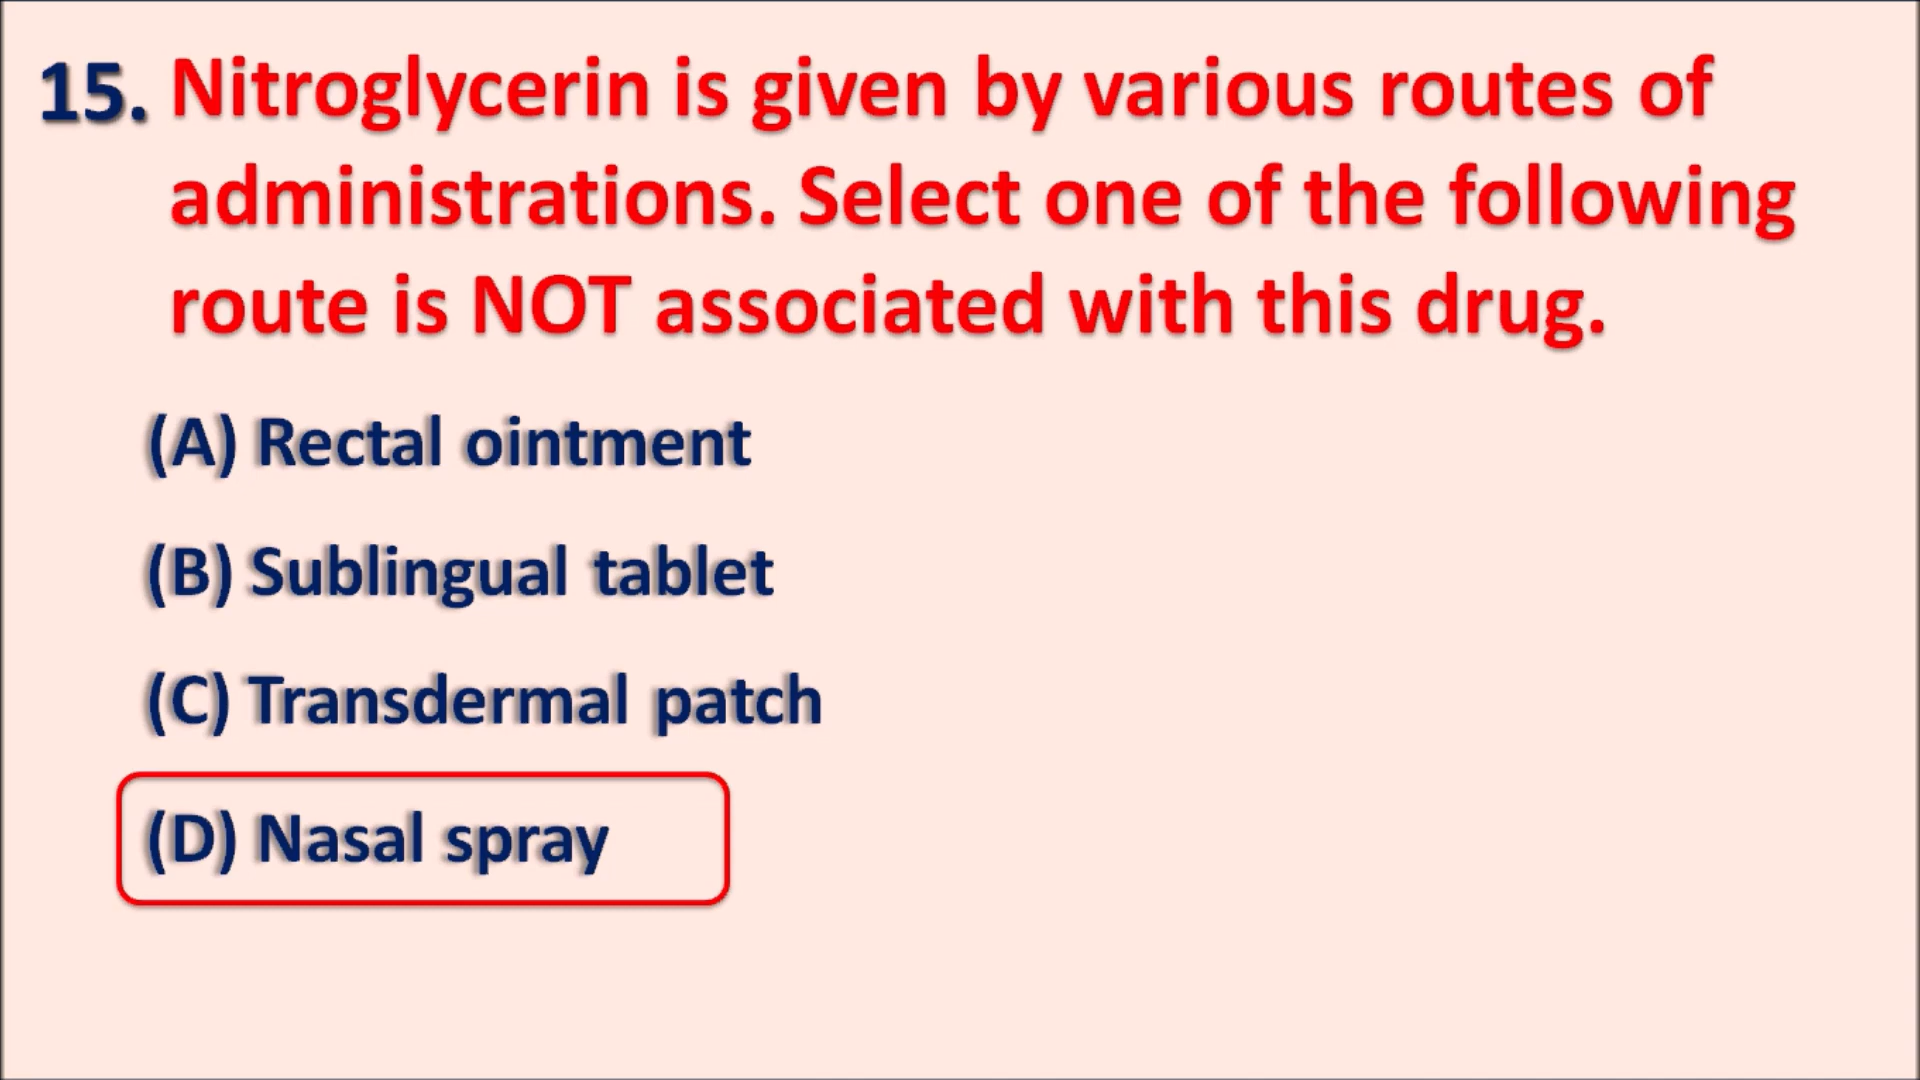 15. Nitroglycerin is given by various routes of
administrations. Select one of the following
route is NOT associated with this drug.
(A) Rectal ointment
(B) Sublingual tablet
(C) Transdermal patch
(D) Nasal spray